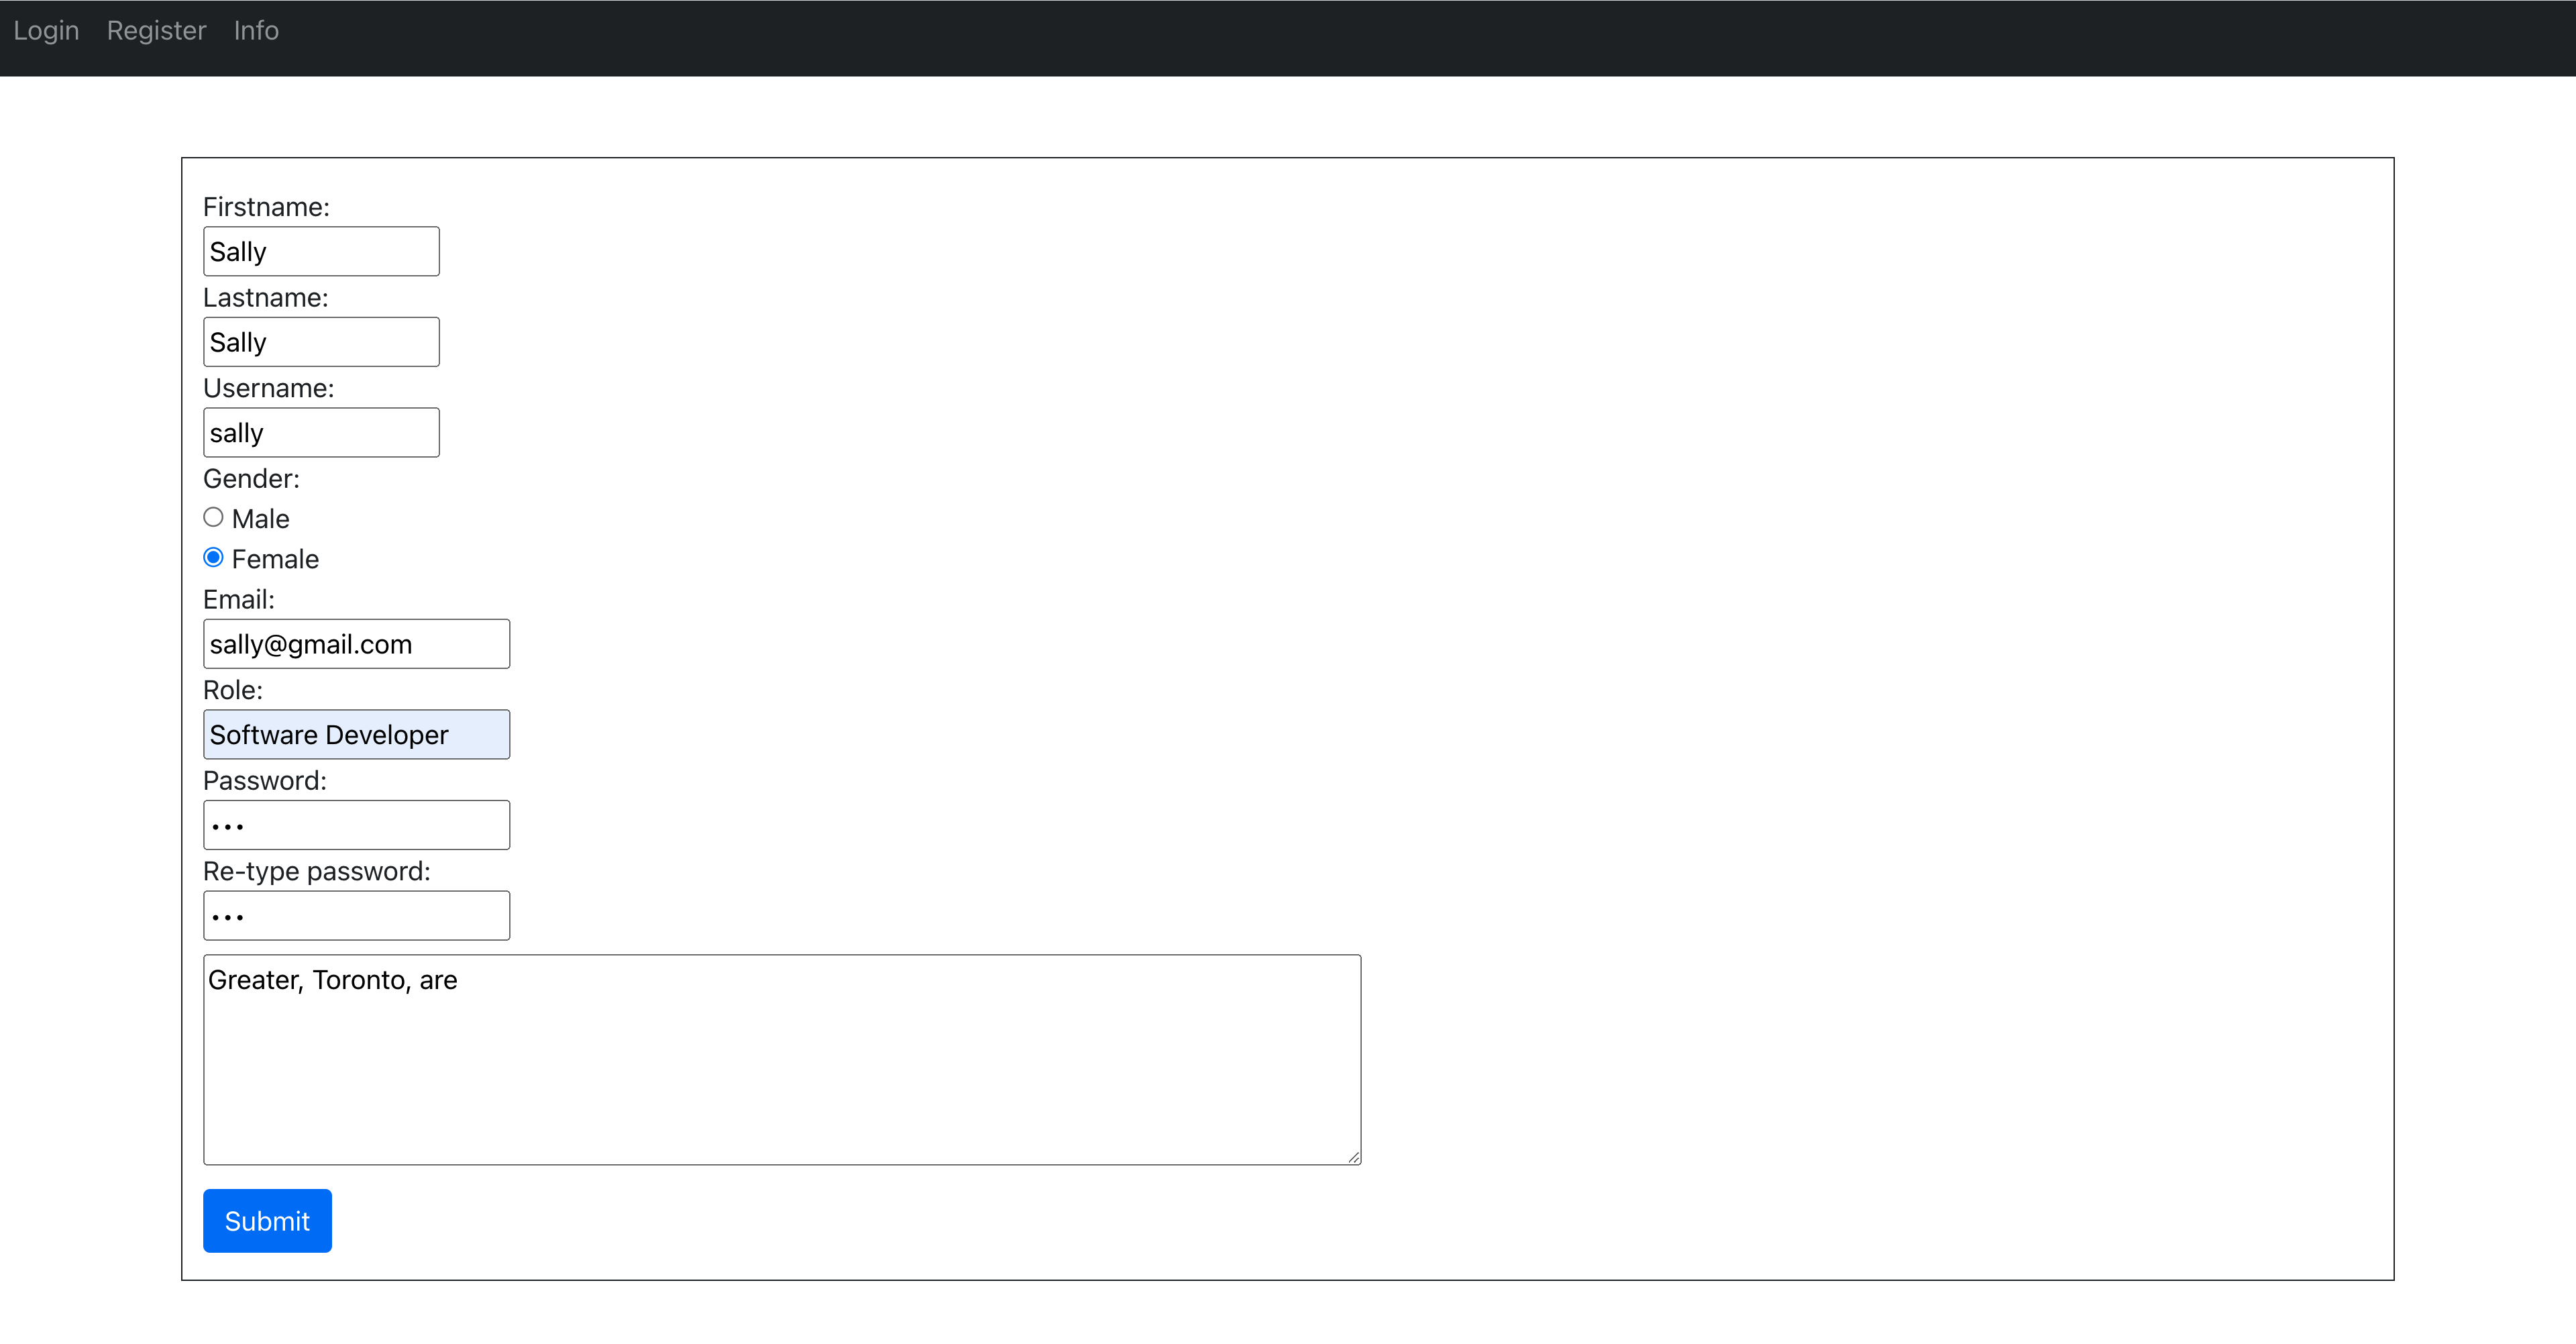 Login Register Info
Firstname:
Sally
Lastname:
Sally
Username:
sally
Gender:
Male
Female
Email:
sally@gmail.com
Role:
Software Developer
Password:
•••
Re-type password:
•••
Greater, Toronto, are
Submit